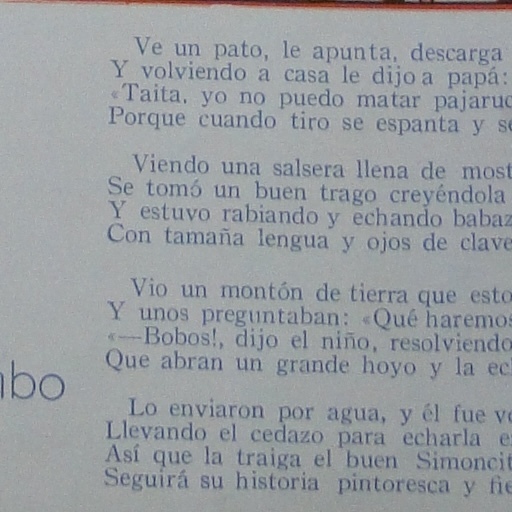 Ve un pato, le apunta, descarga
Y volviendo a casa le dijo a papá:
«Taita, yo no puedo matar pajaruc
Porque cuando tiro se espanta y s
Viendo una salsera llena de most
Se tomó un buen trago creyéndola
Y estuvo rabiando y echando babaz
Con tamaña lengua y ojos de clave
Vio un montón de tierra que esto
Y unos preguntaban: «Qué haremos
«—Bobos!, dijo el niño, resolviendo
Que abran un grande hoyo y la ec
bo
Lo enviaron por agua, y él fue v
Llevando el cedazo para echarla e
Así que la traiga el buen Simoncit
Seguirá su historia pintoresca y fie